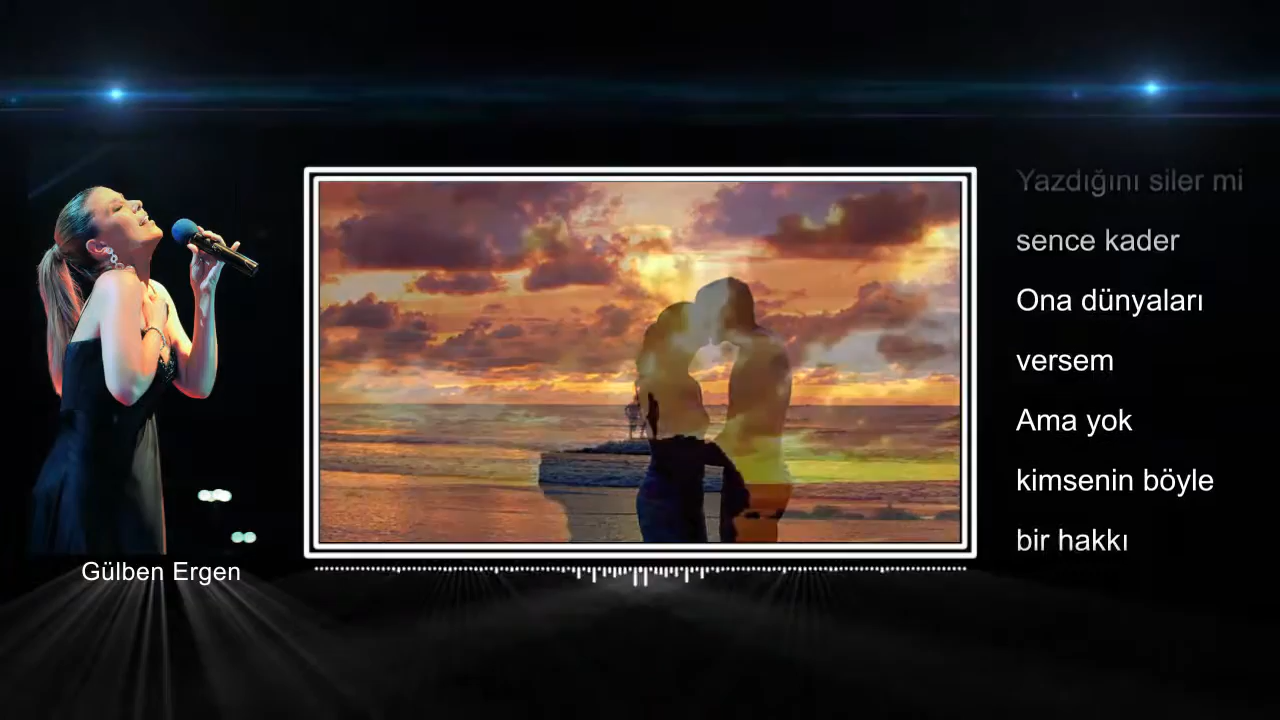 Yazdığını siler mi
sence kader
Ona dünyaları
versem
Ama yok
kimsenin böyle
bir hakkı
Gülben Ergen